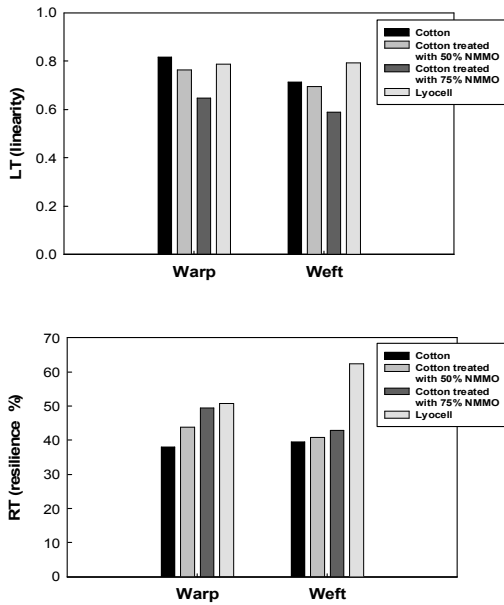 1.0
0.8
0.6
0.4
0.2
0.0
LT (linearity)
Cotton
Cotton treated
with 50% NMMO
Cotton treated
with 75% NMMO
Lyocell
Warp Weft
70
60
50
40
30
20
10
0
RT (resilience %)
Cotton
Cotton treated
with 50% NMMO
Cotton treated
with 75% NMMO
Lyocell
Warp Weft